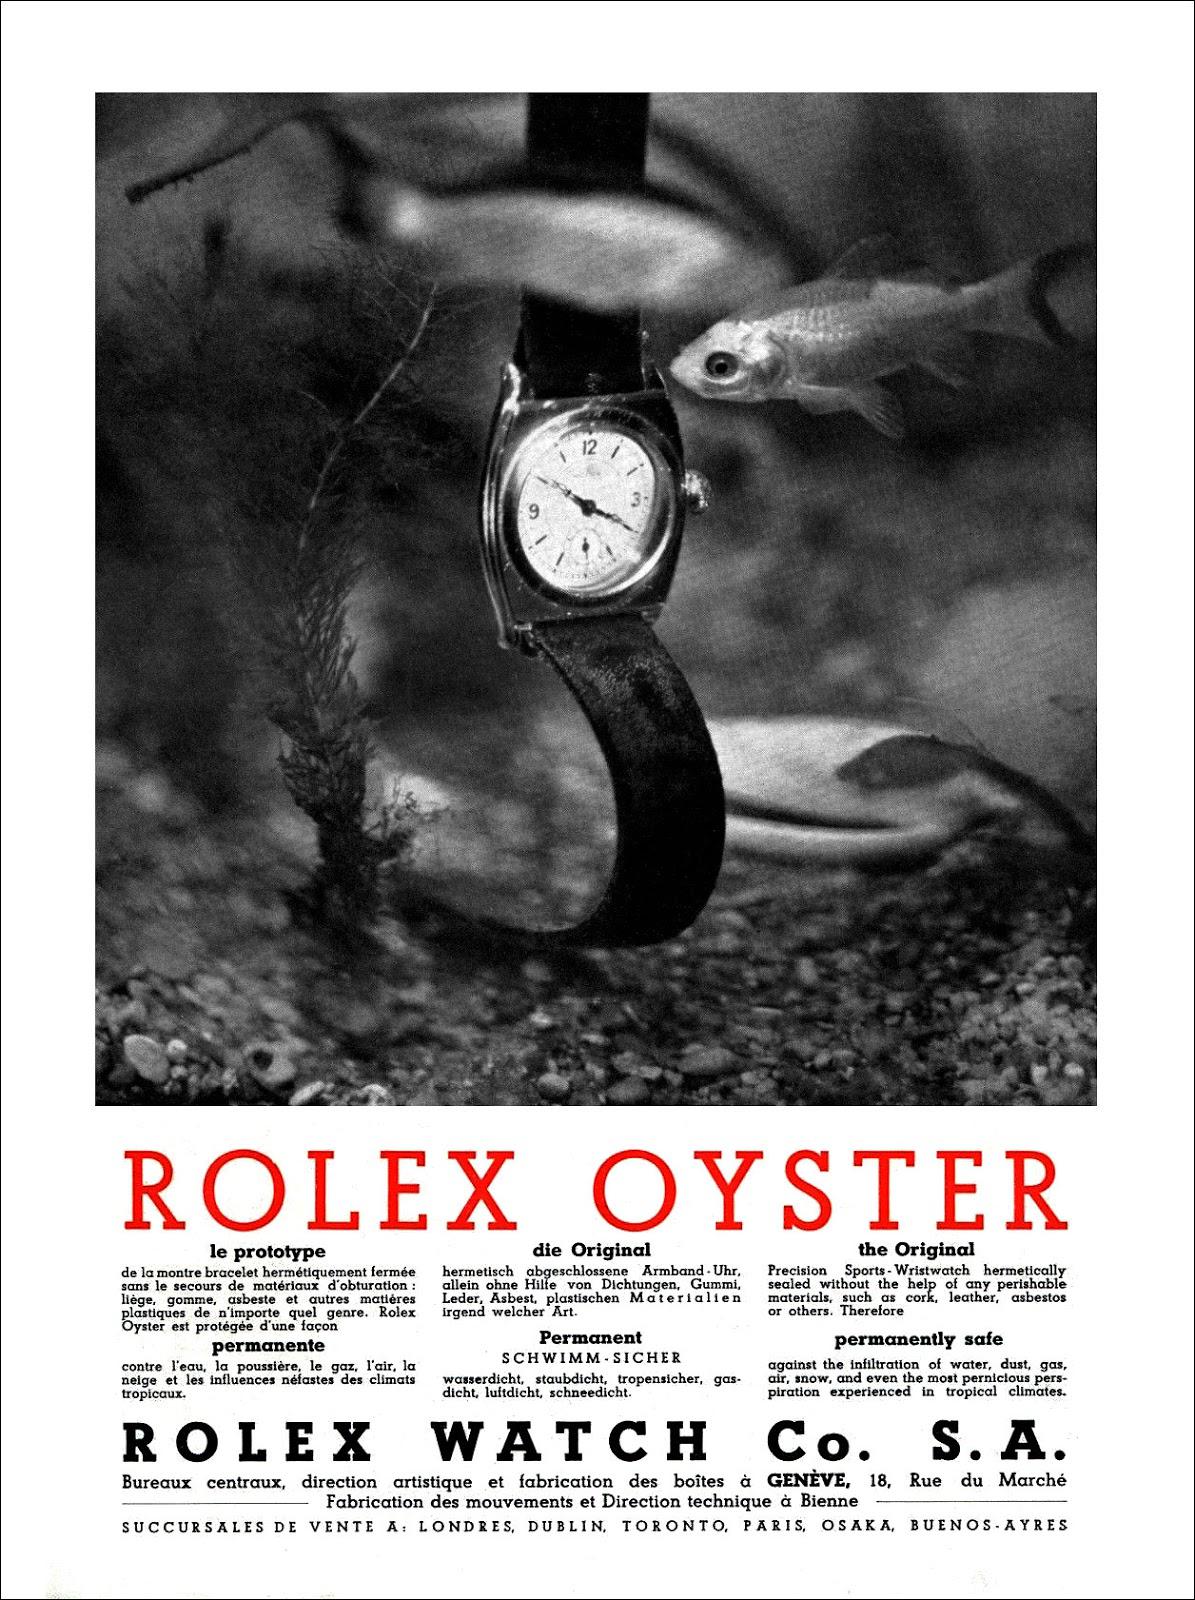 12
3
9
ROLEX OYSTER
le prototype
de la montre bracelet hermétiquement fermée
sans le secours de matériaux d'obturation :
liège, gomme, asbeste et autres matières
plastiques de n'importe quel genre. Rolex
Oyster est protégée d'une façon
permanente
contre l'eau, la poussière, le gaz, l'air, la
neige et les influences néfastes des climats
tropicaux.
die Original
hermetisch abgeschlossene Armband-Uhr,
allein ohne Hilfe von Dichtungen, Gummi,
Leder, Asbest, plastischen Materialien
irgend welcher Art.
Permanent
SCHWIMM-SICHER
wasserdicht, staubdicht, tropensicher, gas-
dicht, luftdicht, schneedicht.
the Original
Precision Sports-Wristwatch hermetically
sealed without the help of any perishable
materials, such as cork, leather, asbestos
or others. Therefore
permanently safe
against the infiltration of water, dust, gas,
air, snow, and even the most pernicious pers-
piration experienced in tropical climates.
ROLEX WATCH Co. S.A.
Bureaux centraux, direction artistique et fabrication des boîtes à GENÈVE, 18, Rue du Marché
Fabrication des mouvements et Direction technique à Bienne
SUCCURSALES DE VENTE A: LONDRES, DUBLIN, TORONTO, PARIS, OSAKA, BUENOS-AYRES